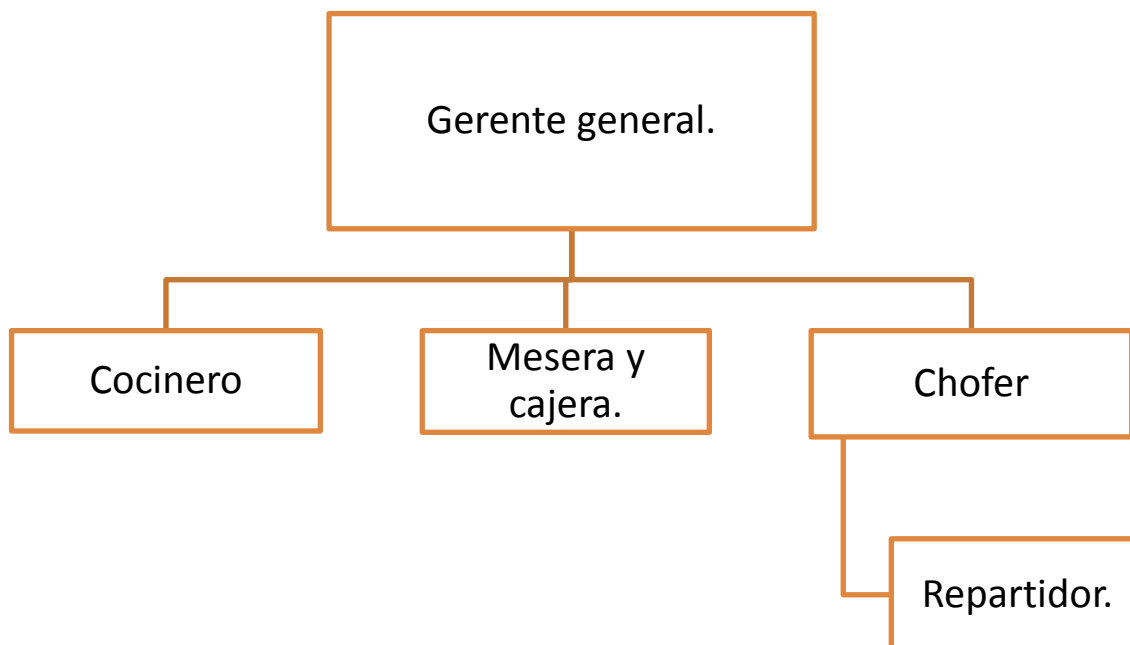 Gerente general.
Cocinero
Mesera y
cajera.
Chofer
Repartidor.